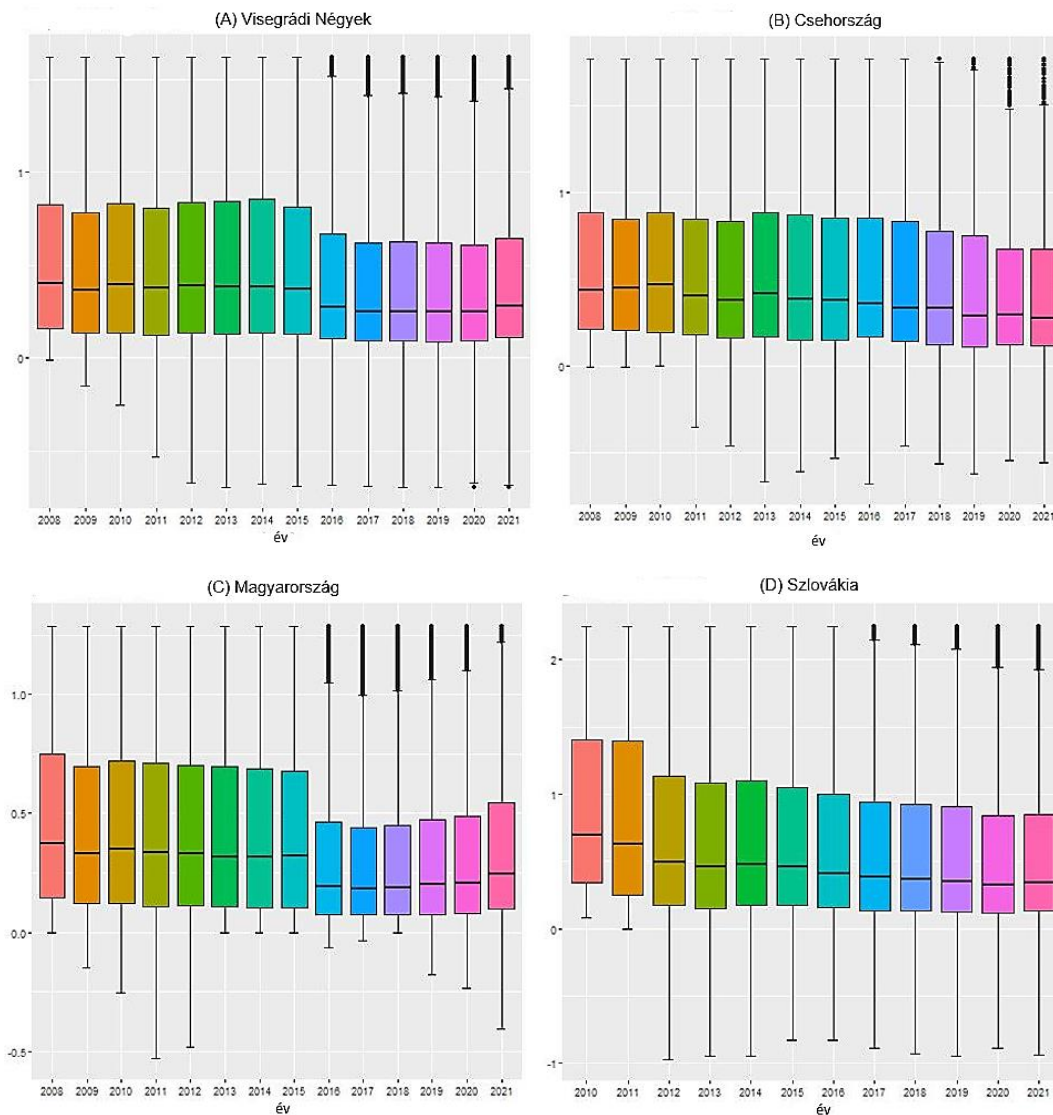 (A) Visegrádi Négyek
1
0
2008 2009 2010 2011 2012 2013 2014 2015 2016 2017 2018 2019 2020 2021
év
(B) Csehország
1
0
2008 2009 2010 2011 2012 2013 2014 2015 2016 2017 2018 2019 2020 2021
év
(C) Magyarország
1.0
0.5
0.0
-0.5
2008 2009 2010 2011 2012 2013 2014 2015 2016 2017 2018 2019 2020 2021
év
(D) Szlovákia
2
1
0
-1
2010 2011 2012 2013 2014 2015 2016 2017 2018 2019 2020 2021
év